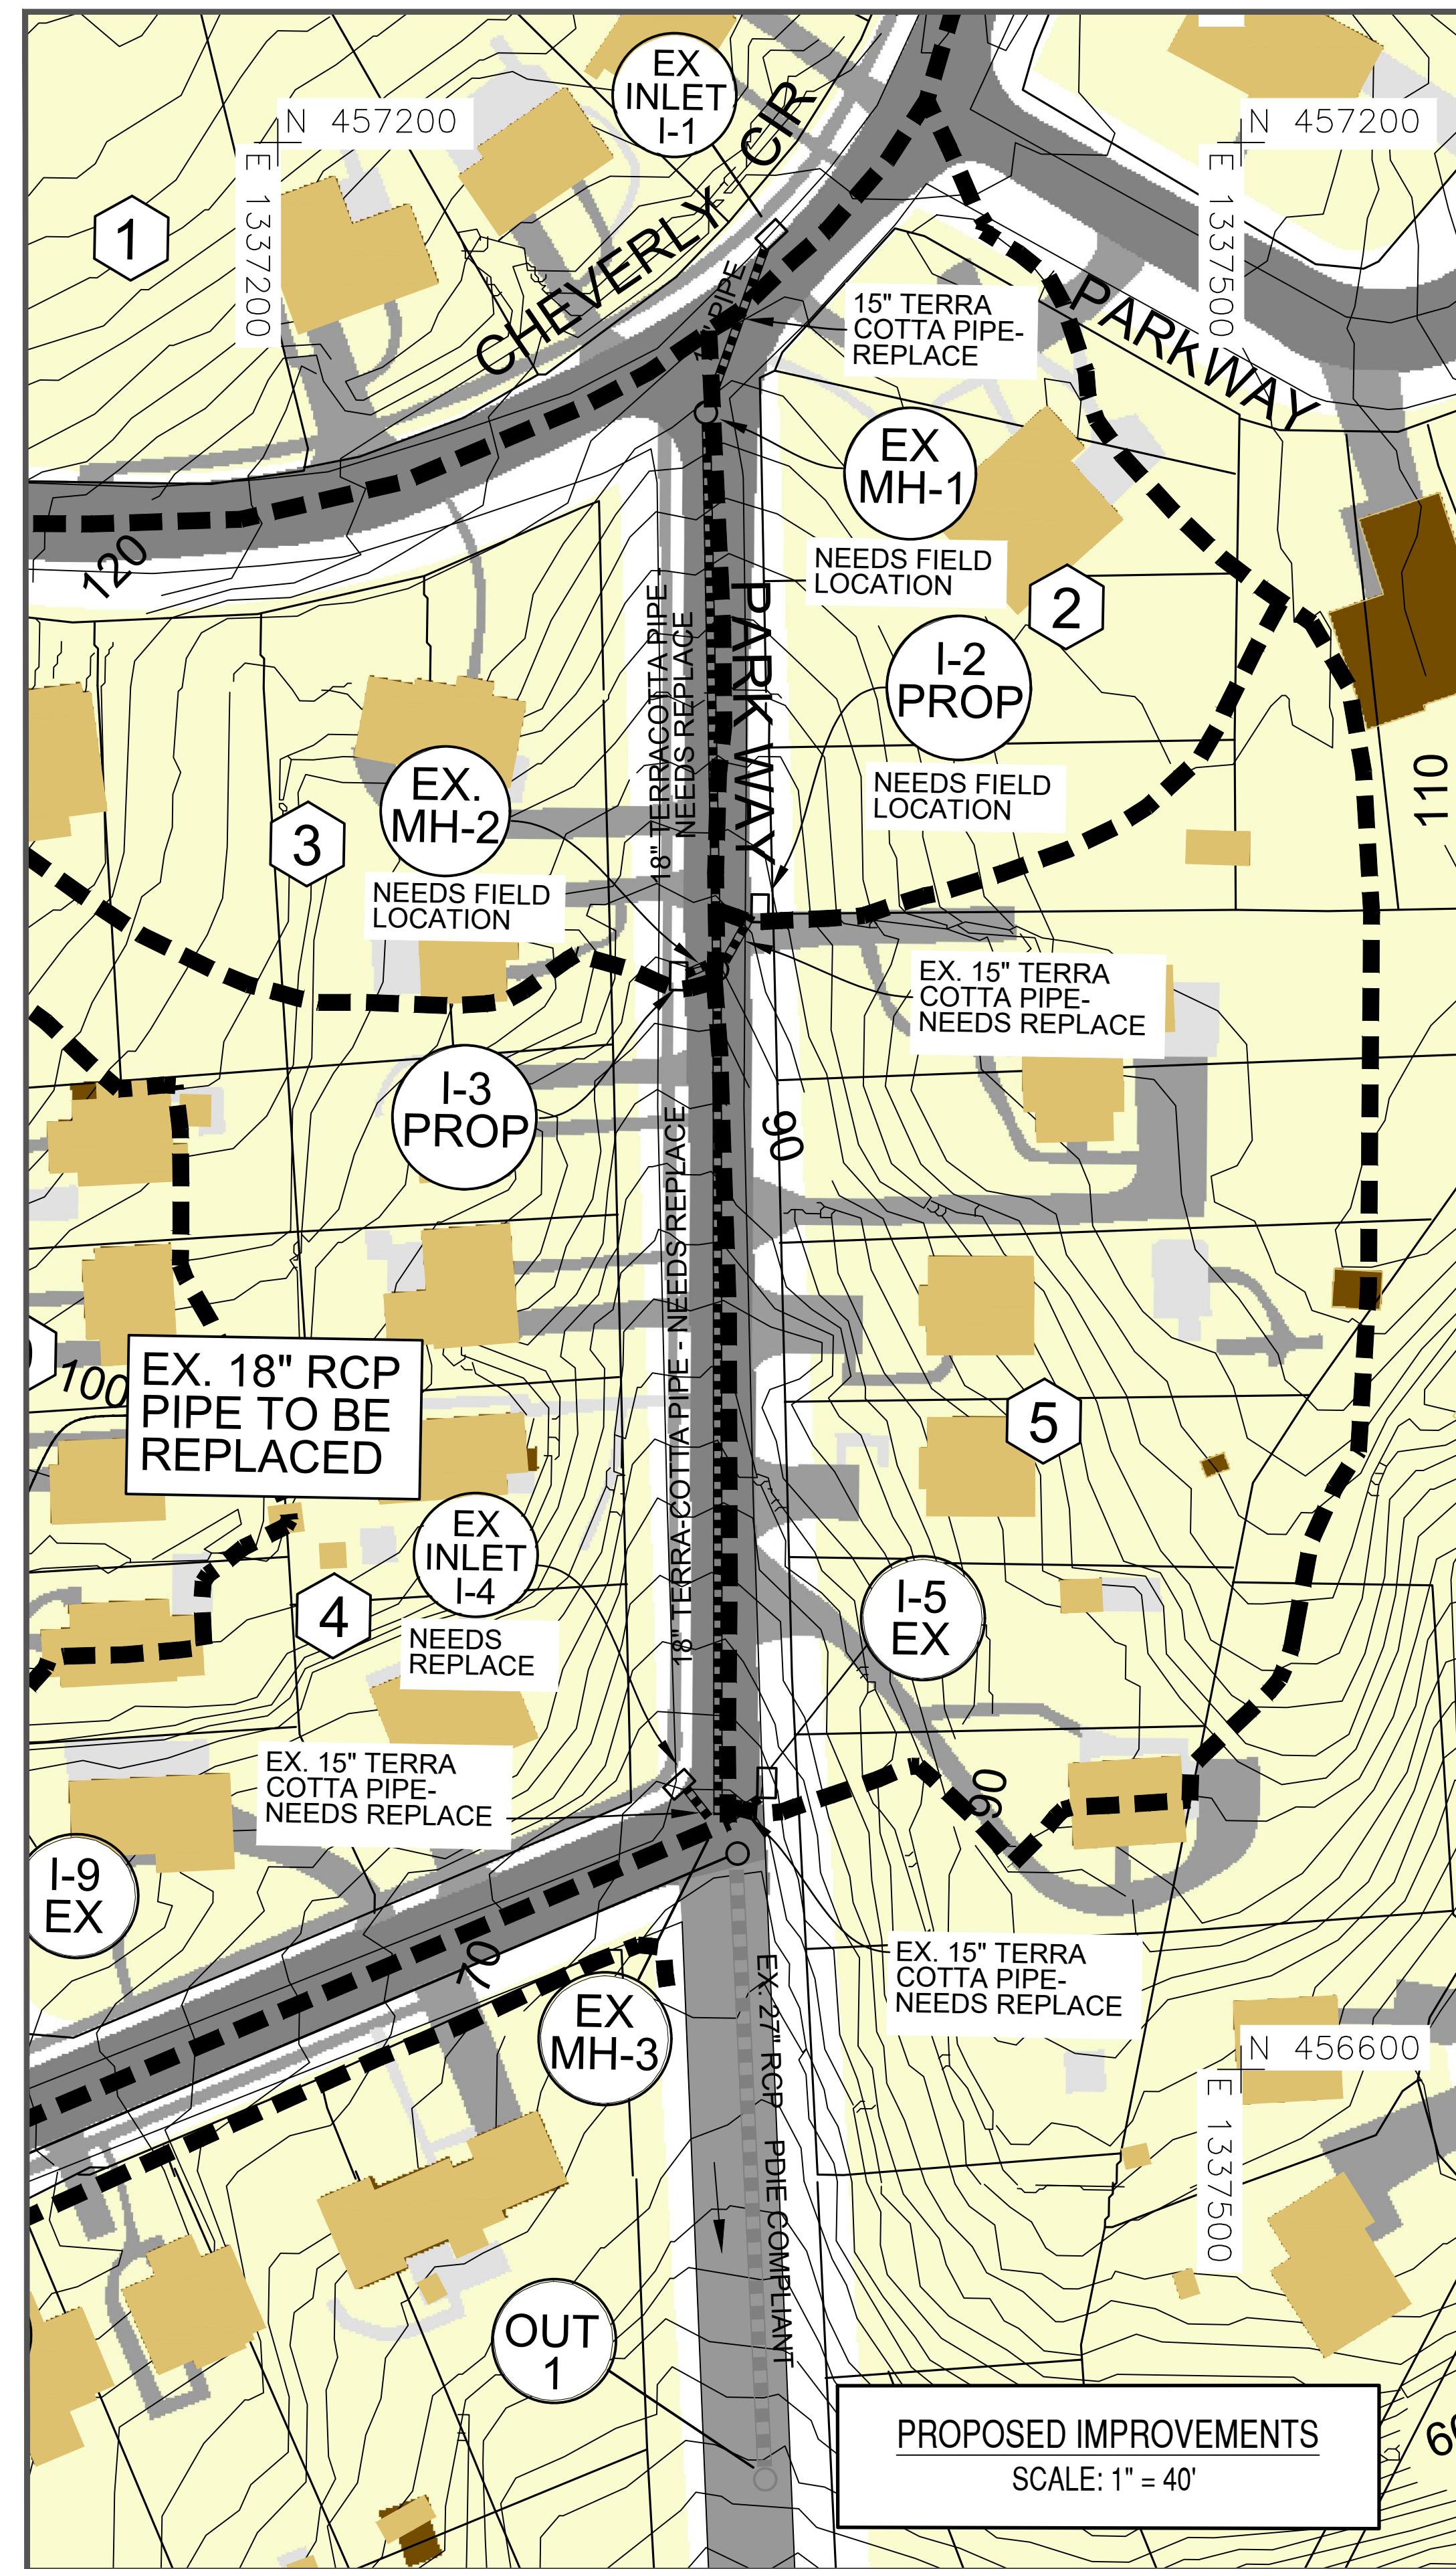 EX
INLET
I-1
N 457200
E 1337200
N 457200
E 1337500
1
CHEVERLY CIR
PIPE
15" TERRA
COTTA PIPE-
REPLACE
PARKWAY
EX
MH-1
NEEDS FIELD
LOCATION
2
120
18" TERRACOTTA PIPE -
NEEDS REPLACE
PARKWAY
I-2
PROP
NEEDS FIELD
LOCATION
110
EX.
MH-2
3
NEEDS FIELD
LOCATION
EX. 15" TERRA
COTTA PIPE-
NEEDS REPLACE
I-3
PROP
90
18" TERRA-COTTA PIPE - NEEDS REPLACE
100
EX. 18" RCP
PIPE TO BE
REPLACED
5
EX
INLET
I-4
NEEDS
REPLACE
4
I-5
EX
EX. 15" TERRA
COTTA PIPE-
NEEDS REPLACE
90
I-9
EX
70
EX
MH-3
EX. 27" RCP PDIE COMPLIANT
EX. 15" TERRA
COTTA PIPE-
NEEDS REPLACE
N 456600
E 1337500
OUT
1
PROPOSED IMPROVEMENTS
SCALE: 1" = 40'